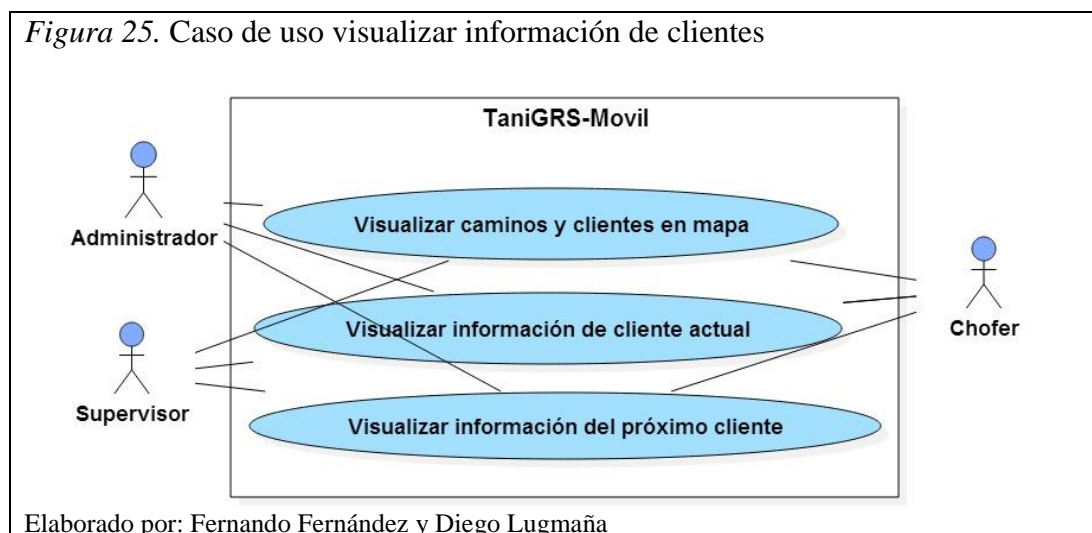 Figura 25. Caso de uso visualizar información de clientes
TaniGRS-Movil
Administrador
Visualizar caminos y clientes en mapa
Visualizar información de cliente actual
Chofer
Supervisor
Visualizar información del próximo cliente
Elaborado por: Fernando Fernández y Diego Lugmaña